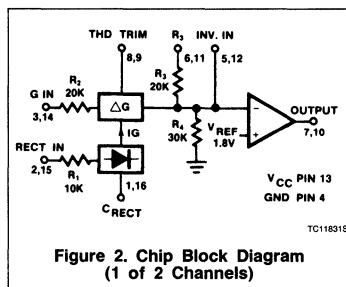 THD TRIM
8,9
R3
6,11
INV. IN
5,12
R3
20K
G IN
3,14
R2
20K
ΔG
IG
RECT IN
2,15
R1
10K
1,16
CRECT
R4
30K
VREF
1.8V
−
+
OUTPUT
7,10
VCC PIN 13
GND PIN 4
TC11831S
Figure 2. Chip Block Diagram
(1 of 2 Channels)